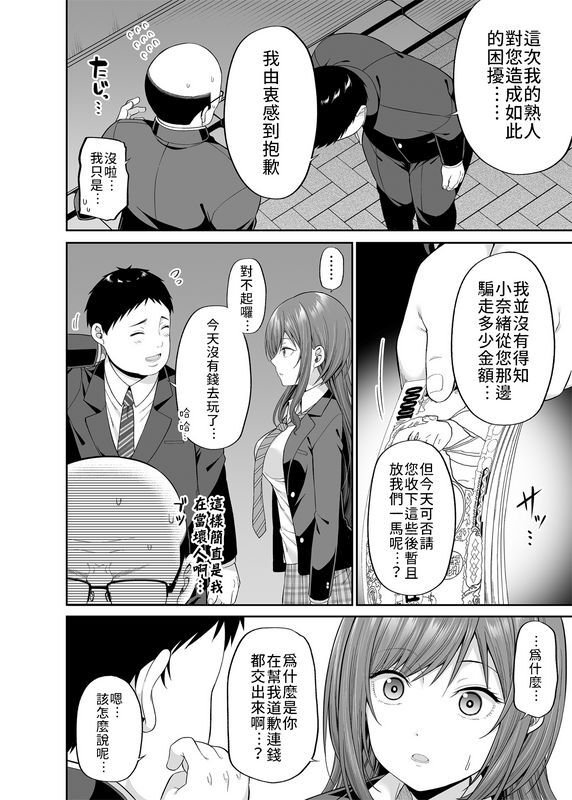 這次我的熟人
對您造成如此
的困擾……
我由衷
感到抱歉
たじ、…
沒啦…
我只是…
我並沒有得知
小奈緒從您那邊
騙走多少金額…
但今天可否請
您收下這些後暫且
放我們一馬呢…?
……
對不起囉…
今天沒有錢去玩了…
哈哈…
這樣簡直是我
在當壞人啊…
…爲什麼…
爲什麼是你
在幫我道歉連錢
都交出來啊…?
嗯…
該怎麼說呢…